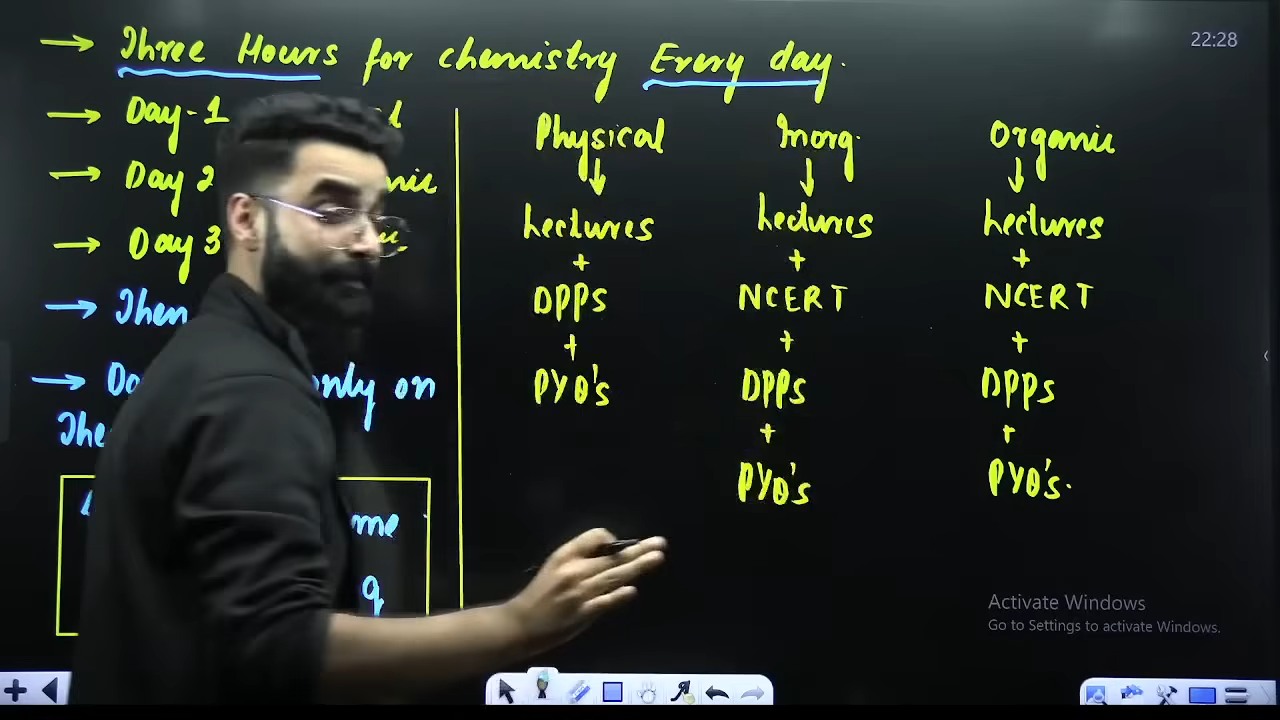 → Three Hours for chemistry Every day.
→ Day-1
→ Day 2
→ Day 3
→ Then
→ only on
me
q
Physical
↓
Lectures
+
DPPs
+
PYQ's
Inorg.
↓
Lectures
+
NCERT
+
DPPs
+
PYQ's
Organic
↓
Lectures
+
NCERT
+
DPPs
+
PYQ's.
22:28
Activate Windows
Go to Settings to activate Windows.